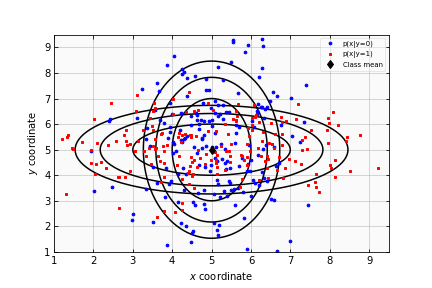 9
8
7
6
5
4
3
2
1
y coordinate
p(x|y=0)
p(x|y=1)
Class mean
1 2 3 4 5 6 7 8 9
x coordinate